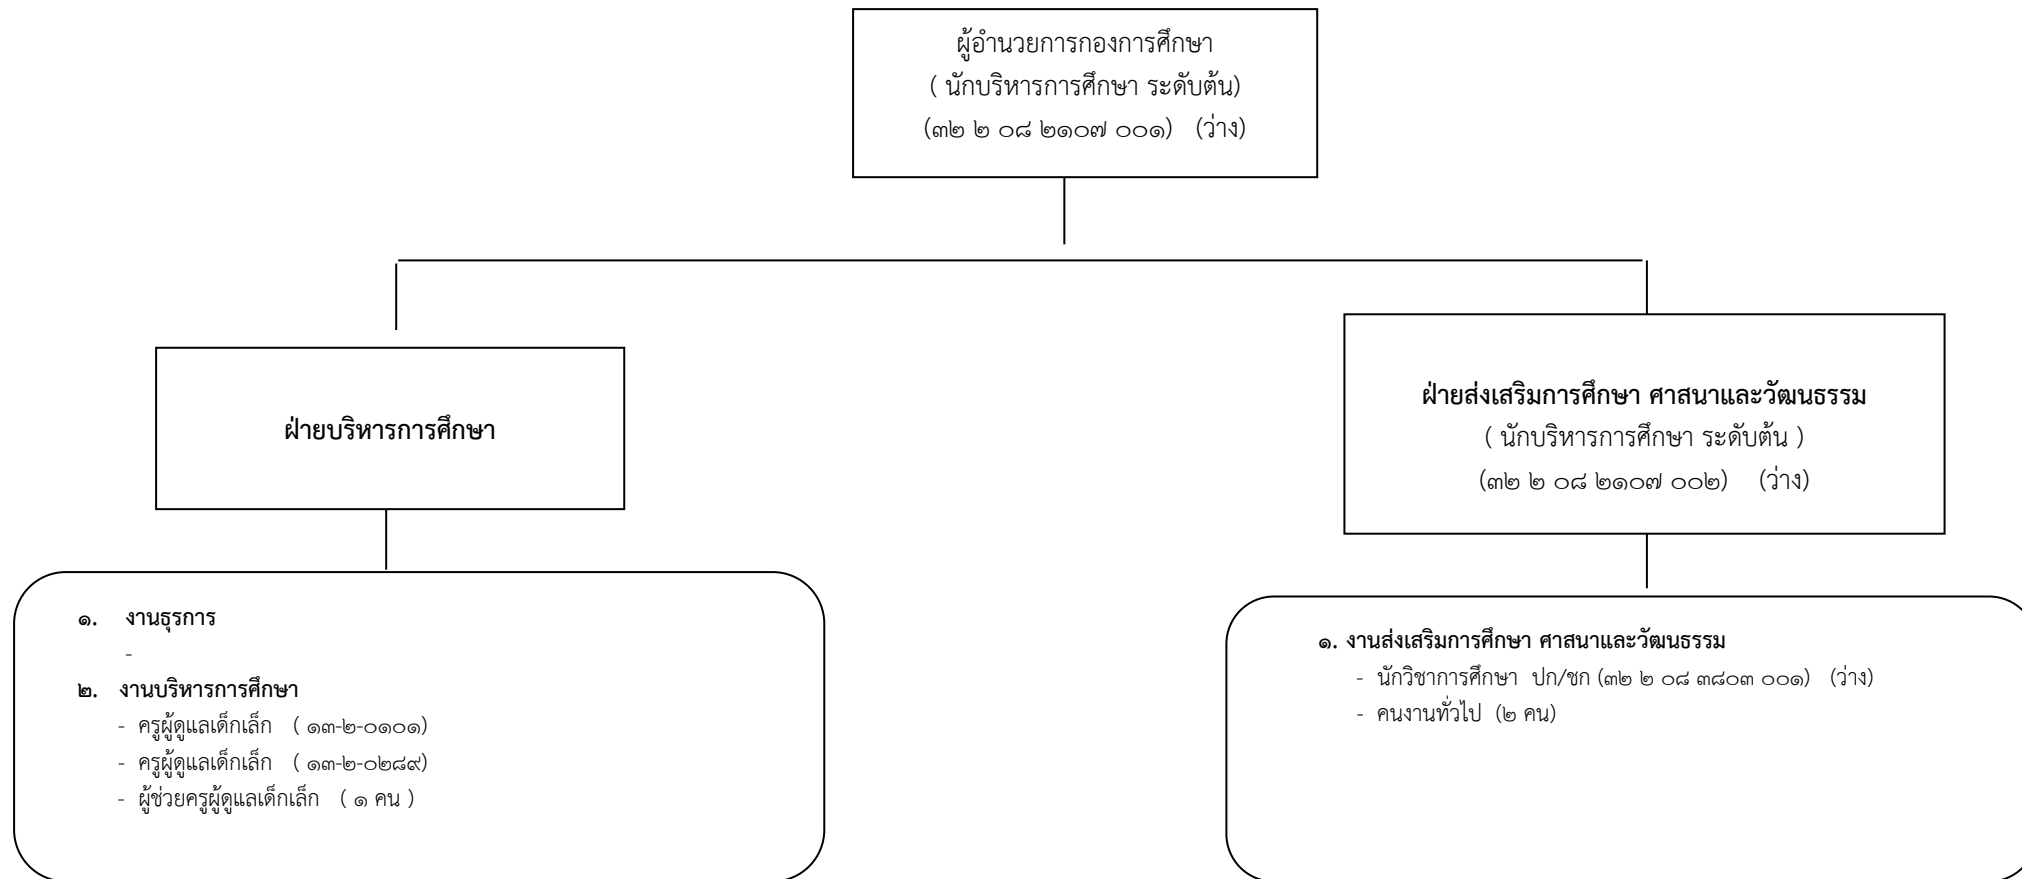 ผู้อำนวยการกองการศึกษา
( นักบริหารการศึกษา ระดับต้น)
(๓๒ ๒ ๐๘ ๒๑๐๗ ๐๐๑) (ว่าง)
ฝ่ายบริหารการศึกษา
ฝ่ายส่งเสริมการศึกษา ศาสนาและวัฒนธรรม
( นักบริหารการศึกษา ระดับต้น )
(๓๒ ๒ ๐๘ ๒๑๐๗ ๐๐๒) (ว่าง)
๑. งานธุรการ
-
๒. งานบริหารการศึกษา
- ครูผู้ดูแลเด็กเล็ก ( ๑๓-๒-๐๑๐๑)
- ครูผู้ดูแลเด็กเล็ก ( ๑๓-๒-๐๒๘๙)
- ผู้ช่วยครูผู้ดูแลเด็กเล็ก ( ๑ คน )
๑. งานส่งเสริมการศึกษา ศาสนาและวัฒนธรรม
- นักวิชาการศึกษา ปก/ชก (๓๒ ๒ ๐๘ ๓๘๐๓ ๐๐๑) (ว่าง)
- คนงานทั่วไป (๒ คน)